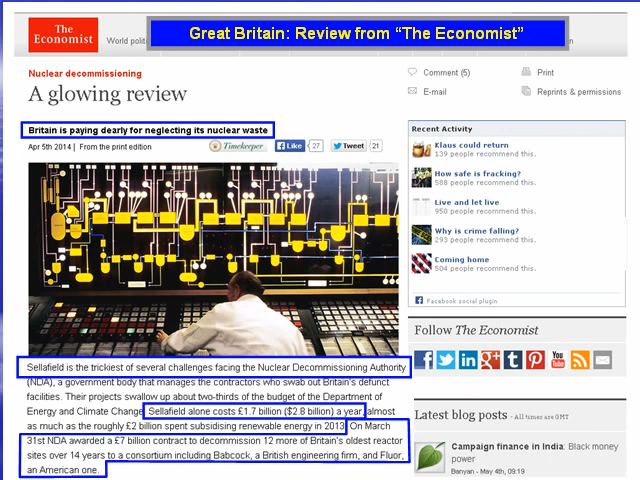 Great Britain: Review from “The Economist”
The
Economist
World polit
Nuclear decommissioning
A glowing review
Comment (5)
Print
E-mail
Reprints & permissions
Britain is paying dearly for neglecting its nuclear waste
Apr 5th 2014 | From the print edition
Timekeeper
Like 27
Tweet 21
Recent Activity
Klaus could return
139 people recommend this.
How safe is fracking?
588 people recommend this.
Live and let live
950 people recommend this.
Why is crime falling?
293 people recommend this.
Coming home
504 people recommend this.
Facebook social plugin
Sellafield is the trickiest of several challenges facing the Nuclear Decommissioning Authority
(NDA), a government body that manages the contractors who swab out Britain's defunct
facilities. Their projects swallow up about two-thirds of the budget of the Department of
Energy and Climate Change. Sellafield alone costs £1.7 billion ($2.8 billion) a year, almost
as much as the roughly £2 billion spent subsidising renewable energy in 2013. On March
31st NDA awarded a £7 billion contract to decommission 12 more of Britain's oldest reactor
sites over 14 years to a consortium including Babcock, a British engineering firm, and Fluor,
an American one.
Follow The Economist
You
Tube
Latest blog posts - All times are GMT
Campaign finance in India: Black money
power
Banyan - May 4th, 09:19